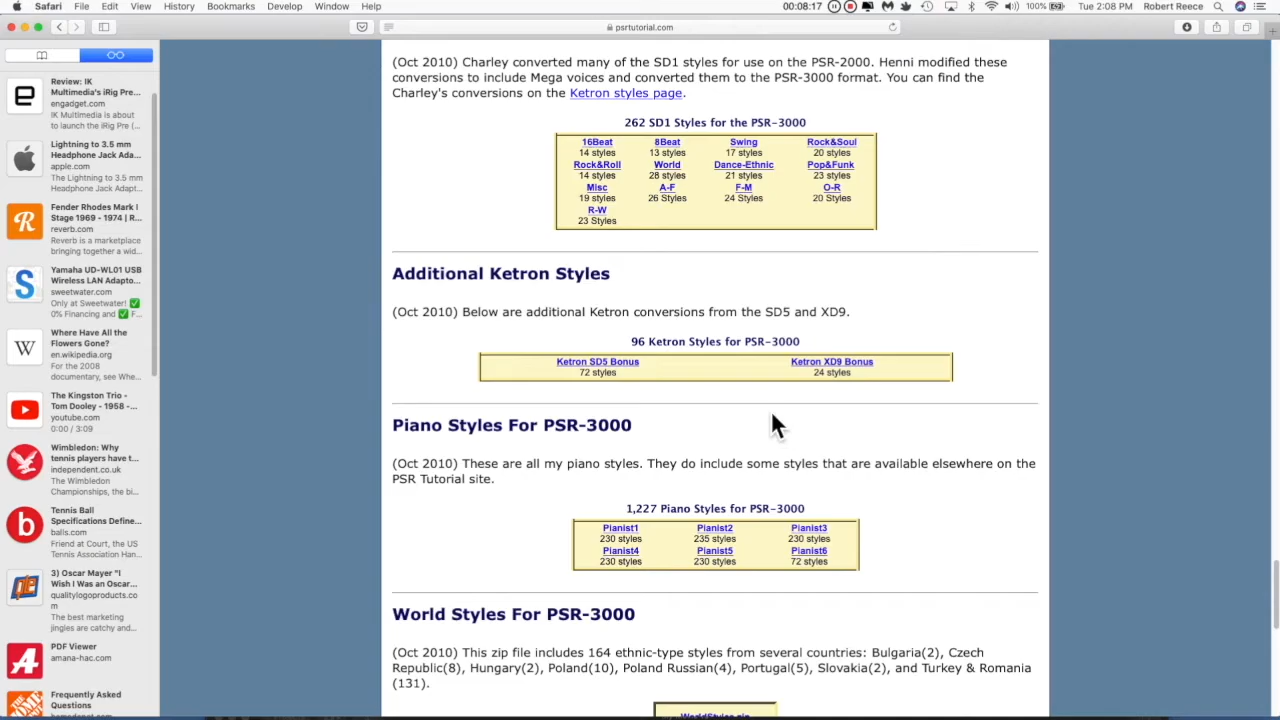 Safari File Edit View History Bookmarks Develop Window Help 00:08:17 100% Tue 2:08 PM Robert Reece
psrtutorial.com
Review: IK
Multimedia's iRig Pre...
engadget.com
IK Multimedia is about
to launch the iRig Pre (...
Lightning to 3.5 mm
Headphone Jack Ada...
apple.com
The Lightning to 3.5 mm
Headphone Jack Adapt...
Fender Rhodes Mark I
Stage 1969 - 1974 | R...
reverb.com
Reverb is a marketplace
bringing together a wid...
Yamaha UD-WL01 USB
Wireless LAN Adapto...
sweetwater.com
Only at Sweetwater! ✅
0% Financing and ✅ F...
Where Have All the
Flowers Gone?
en.wikipedia.org
For the 2008
documentary, see Whe...
The Kingston Trio -
Tom Dooley - 1958 -...
youtube.com
0:00 / 3:09
Wimbledon: Why
tennis players have t...
independent.co.uk
The Wimbledon
Championships, the bi...
Tennis Ball
Specifications Define...
balls.com
Friend at Court, the US
Tennis Association Han...
3) Oscar Mayer "I
Wish I Was an Oscar...
qualitylogoproducts.co
m
The best marketing
jingles are catchy and...
PDF Viewer
amana-hac.com
Frequently Asked
Questions
(Oct 2010) Charley converted many of the SD1 styles for use on the PSR-2000. Henni modified these
conversions to include Mega voices and converted them to the PSR-3000 format. You can find the
Charley's conversions on the Ketron styles page.
262 SD1 Styles for the PSR-3000
16Beat 8Beat Swing Rock&Soul
14 styles 13 styles 17 styles 20 styles
Rock&Roll World Dance-Ethnic Pop&Funk
14 styles 28 styles 21 styles 23 styles
Misc A-F F-M O-R
19 styles 26 Styles 24 Styles 20 Styles
R-W
23 Styles
Additional Ketron Styles
(Oct 2010) Below are additional Ketron conversions from the SD5 and XD9.
96 Ketron Styles for PSR-3000
Ketron SD5 Bonus Ketron XD9 Bonus
72 styles 24 styles
Piano Styles For PSR-3000
(Oct 2010) These are all my piano styles. They do include some styles that are available elsewhere on the
PSR Tutorial site.
1,227 Piano Styles for PSR-3000
Pianist1 Pianist2 Pianist3
230 styles 235 styles 230 styles
Pianist4 Pianist5 Pianist6
230 styles 230 styles 72 styles
World Styles For PSR-3000
(Oct 2010) This zip file includes 164 ethnic-type styles from several countries: Bulgaria(2), Czech
Republic(8), Hungary(2), Poland(10), Poland Russian(4), Portugal(5), Slovakia(2), and Turkey & Romania
(131).